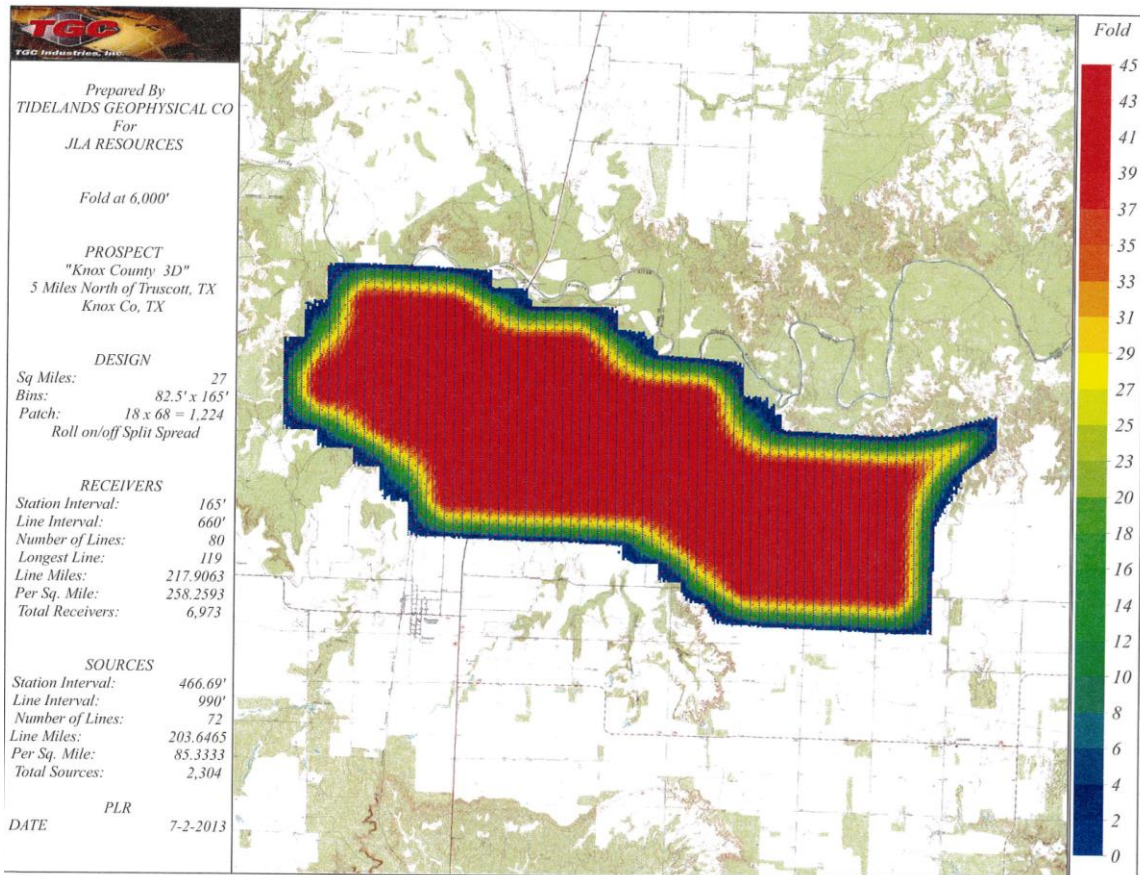 TGC
TGC Industries, Inc.
Prepared By
TIDELANDS GEOPHYSICAL CO
For
JLA RESOURCES
Fold at 6,000'
PROSPECT
"Knox County 3D"
5 Miles North of Truscott, TX
Knox Co, TX
DESIGN
Sq Miles: 27
Bins: 82.5' x 165'
Patch: 18 x 68 = 1,224
Roll on/off Split Spread
RECEIVERS
Station Interval: 165'
Line Interval: 660'
Number of Lines: 80
Longest Line: 119
Line Miles: 217.9063
Per Sq. Mile: 258.2593
Total Receivers: 6,973
SOURCES
Station Interval: 466.69'
Line Interval: 990'
Number of Lines: 72
Line Miles: 203.6465
Per Sq. Mile: 85.3333
Total Sources: 2,304
PLR
DATE 7-2-2013
Fold
45
43
41
39
37
35
33
31
29
27
25
23
20
18
16
14
12
10
8
6
4
2
0